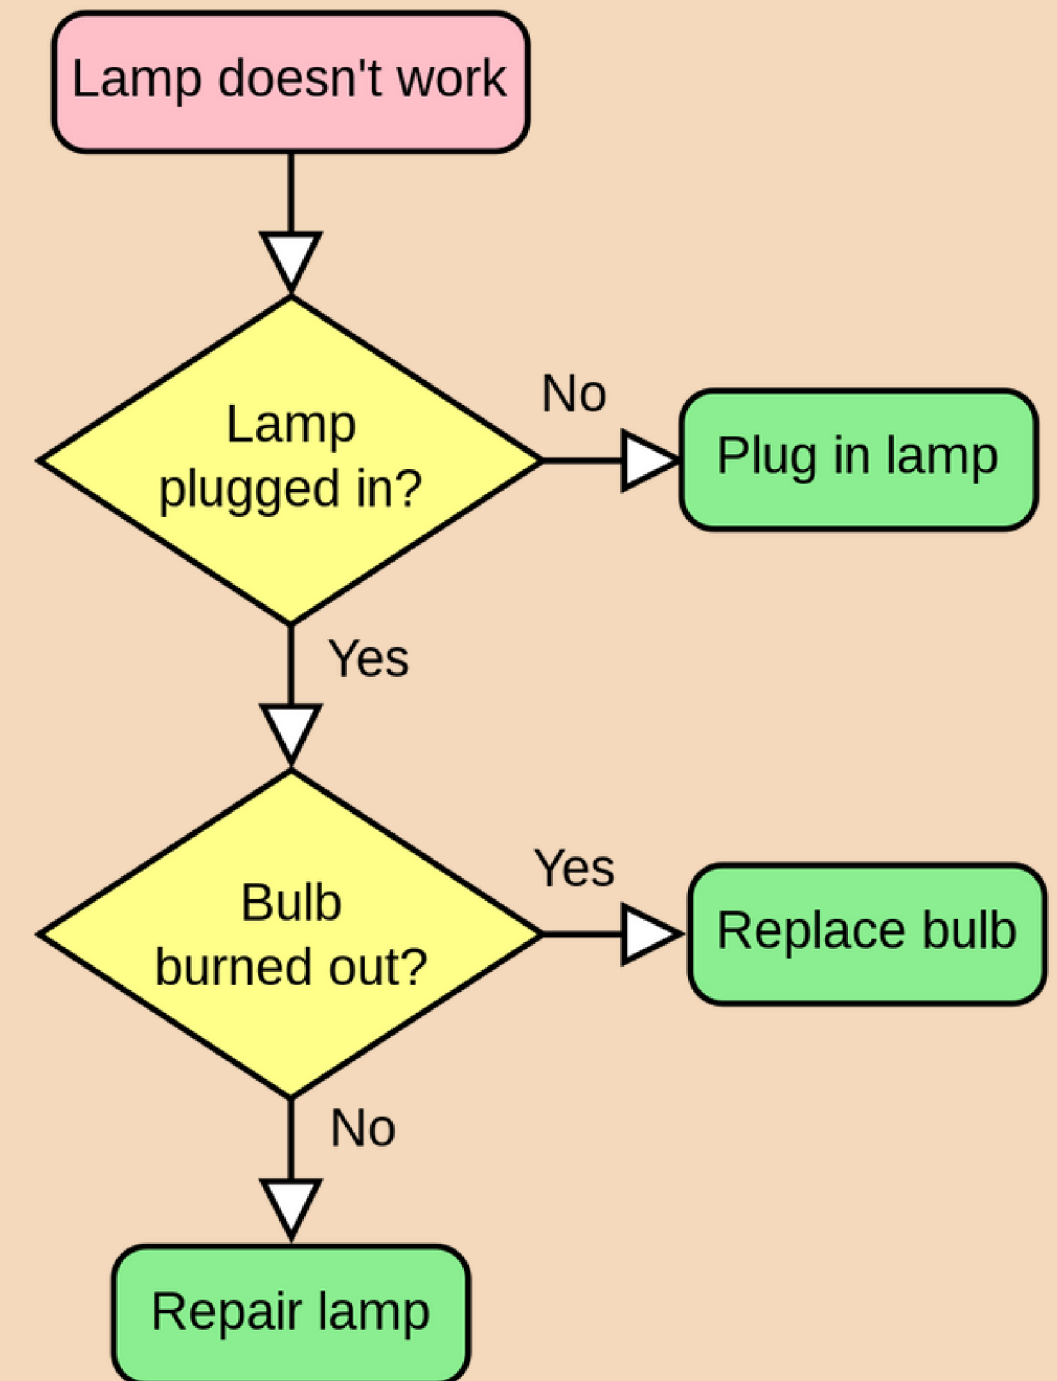 Lamp doesn't work
Lamp
plugged in?
No
Plug in lamp
Yes
Bulb
burned out?
Yes
Replace bulb
No
Repair lamp